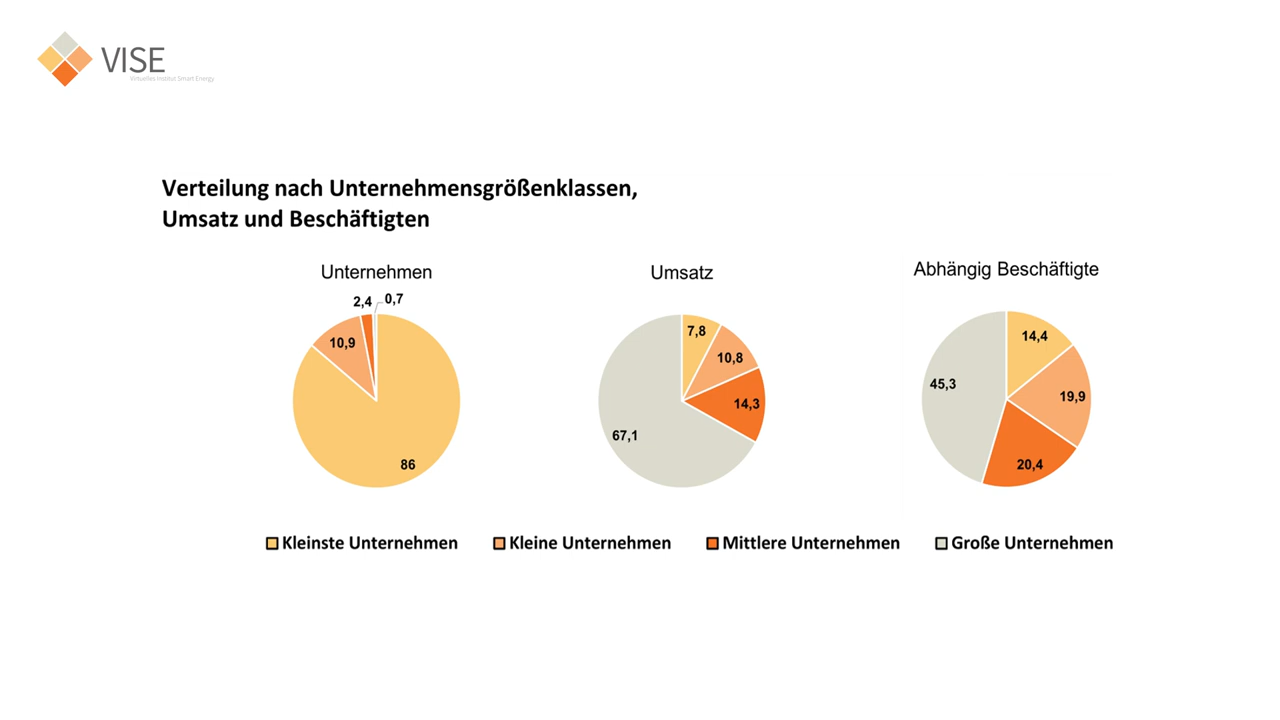 VISE
Virtuelles Institut Smart Energy
Verteilung nach Unternehmensgrößenklassen,
Umsatz und Beschäftigten
Unternehmen
2,4
0,7
10,9
86
Umsatz
7,8
10,8
14,3
67,1
Abhängig Beschäftigte
14,4
19,9
20,4
45,3
Kleinste Unternehmen
Kleine Unternehmen
Mittlere Unternehmen
Große Unternehmen